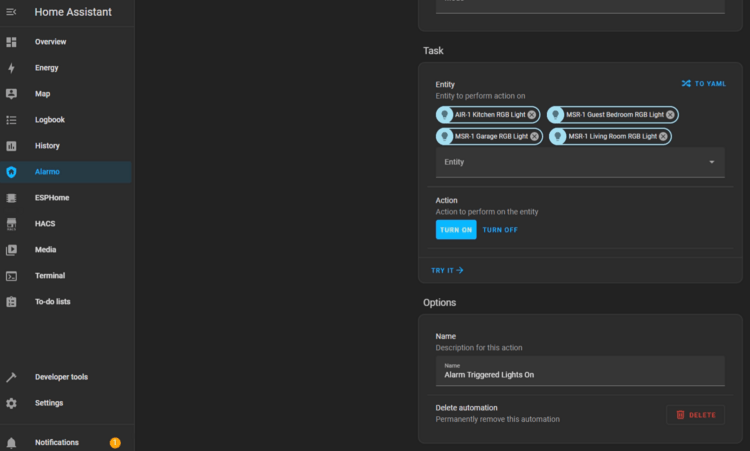 Home Assistant
Overview
Energy
Map
Logbook
History
Alarmo
ESPHome
HACS
Media
Terminal
To-do lists
Developer tools
Settings
Notifications
1
Task
Entity
Entity to perform action on
TO YAML
AIR-1 Kitchen RGB Light
MSR-1 Guest Bedroom RGB Light
MSR-1 Garage RGB Light
MSR-1 Living Room RGB Light
Entity
Action
Action to perform on the entity
TURN ON
TURN OFF
TRY IT
Options
Name
Description for this action
Name
Alarm Triggered Lights On
Delete automation
Permanently remove this automation
DELETE